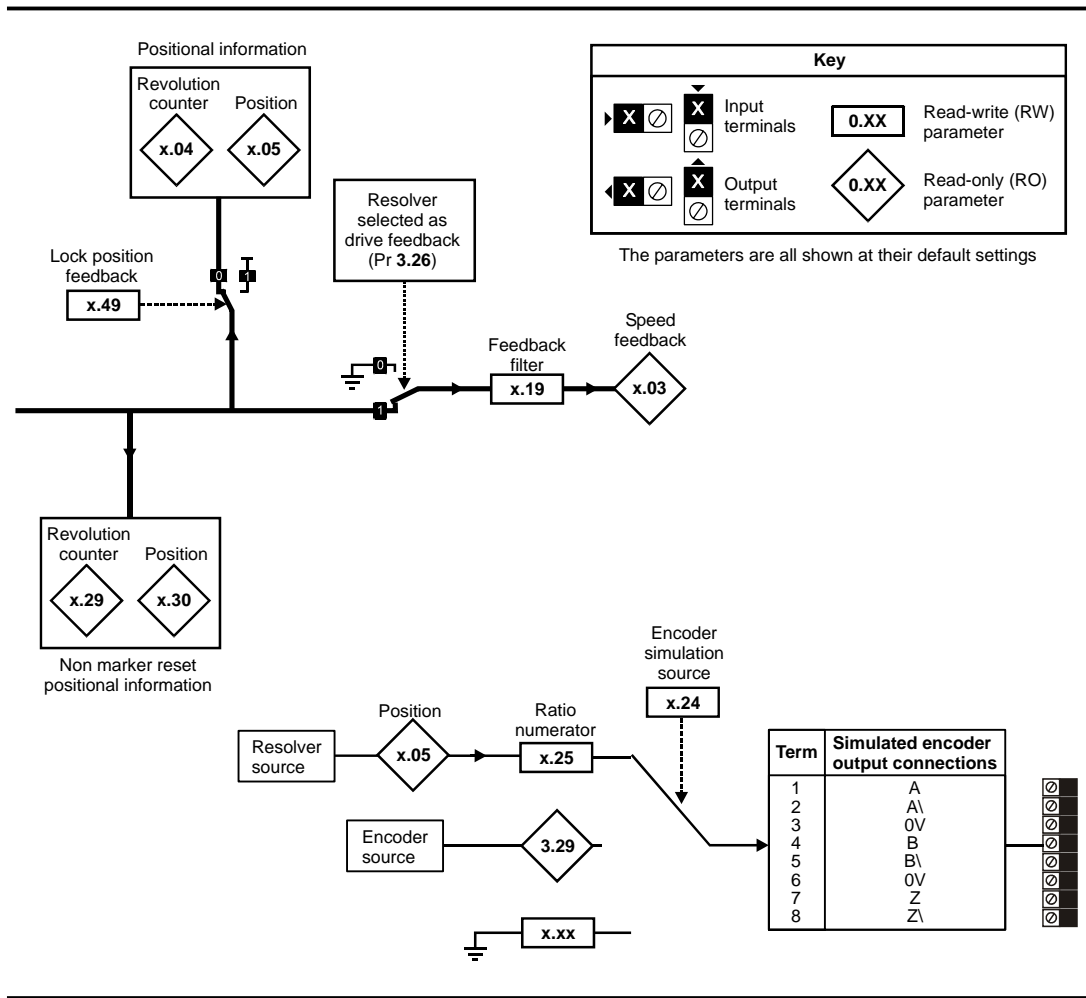 Positional information
Revolution
counter
Position
x.04
x.05
Key
X
Input
terminals
X
0.XX
Read-write (RW)
parameter
X
Output
terminals
X
0.XX
Read-only (RO)
parameter
The parameters are all shown at their default settings
Resolver
selected as
drive feedback
(Pr 3.26)
Lock position
feedback
x.49
0
1
0
1
Feedback
filter
x.19
Speed
feedback
x.03
Revolution
counter
Position
x.29
x.30
Non marker reset
positional information
Encoder
simulation
source
x.24
Resolver
source
Position
x.05
Ratio
numerator
x.25
Encoder
source
3.29
x.xx
Term Simulated encoder
output connections
1 A
2 A\
3 0V
4 B
5 B\
6 0V
7 Z
8 Z\